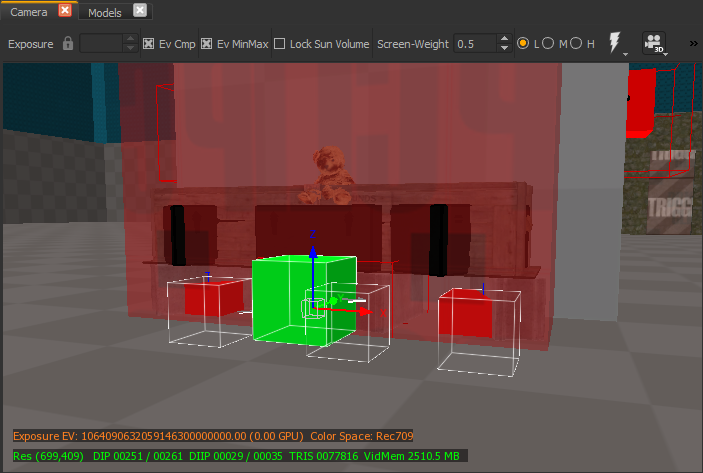 Camera Models
Exposure Ev Cmp Ev MinMax Lock Sun Volume Screen-Weight 0.5 L M H 3D »
TRIGG
Z
X
Exposure EV: 1064090632059146300000000.00 (0.00 GPU) Color Space: Rec709
Res (699,409) DIP 00251 / 00261 DIIP 00029 / 00035 TRIS 0077816 VidMem 2510.5 MB